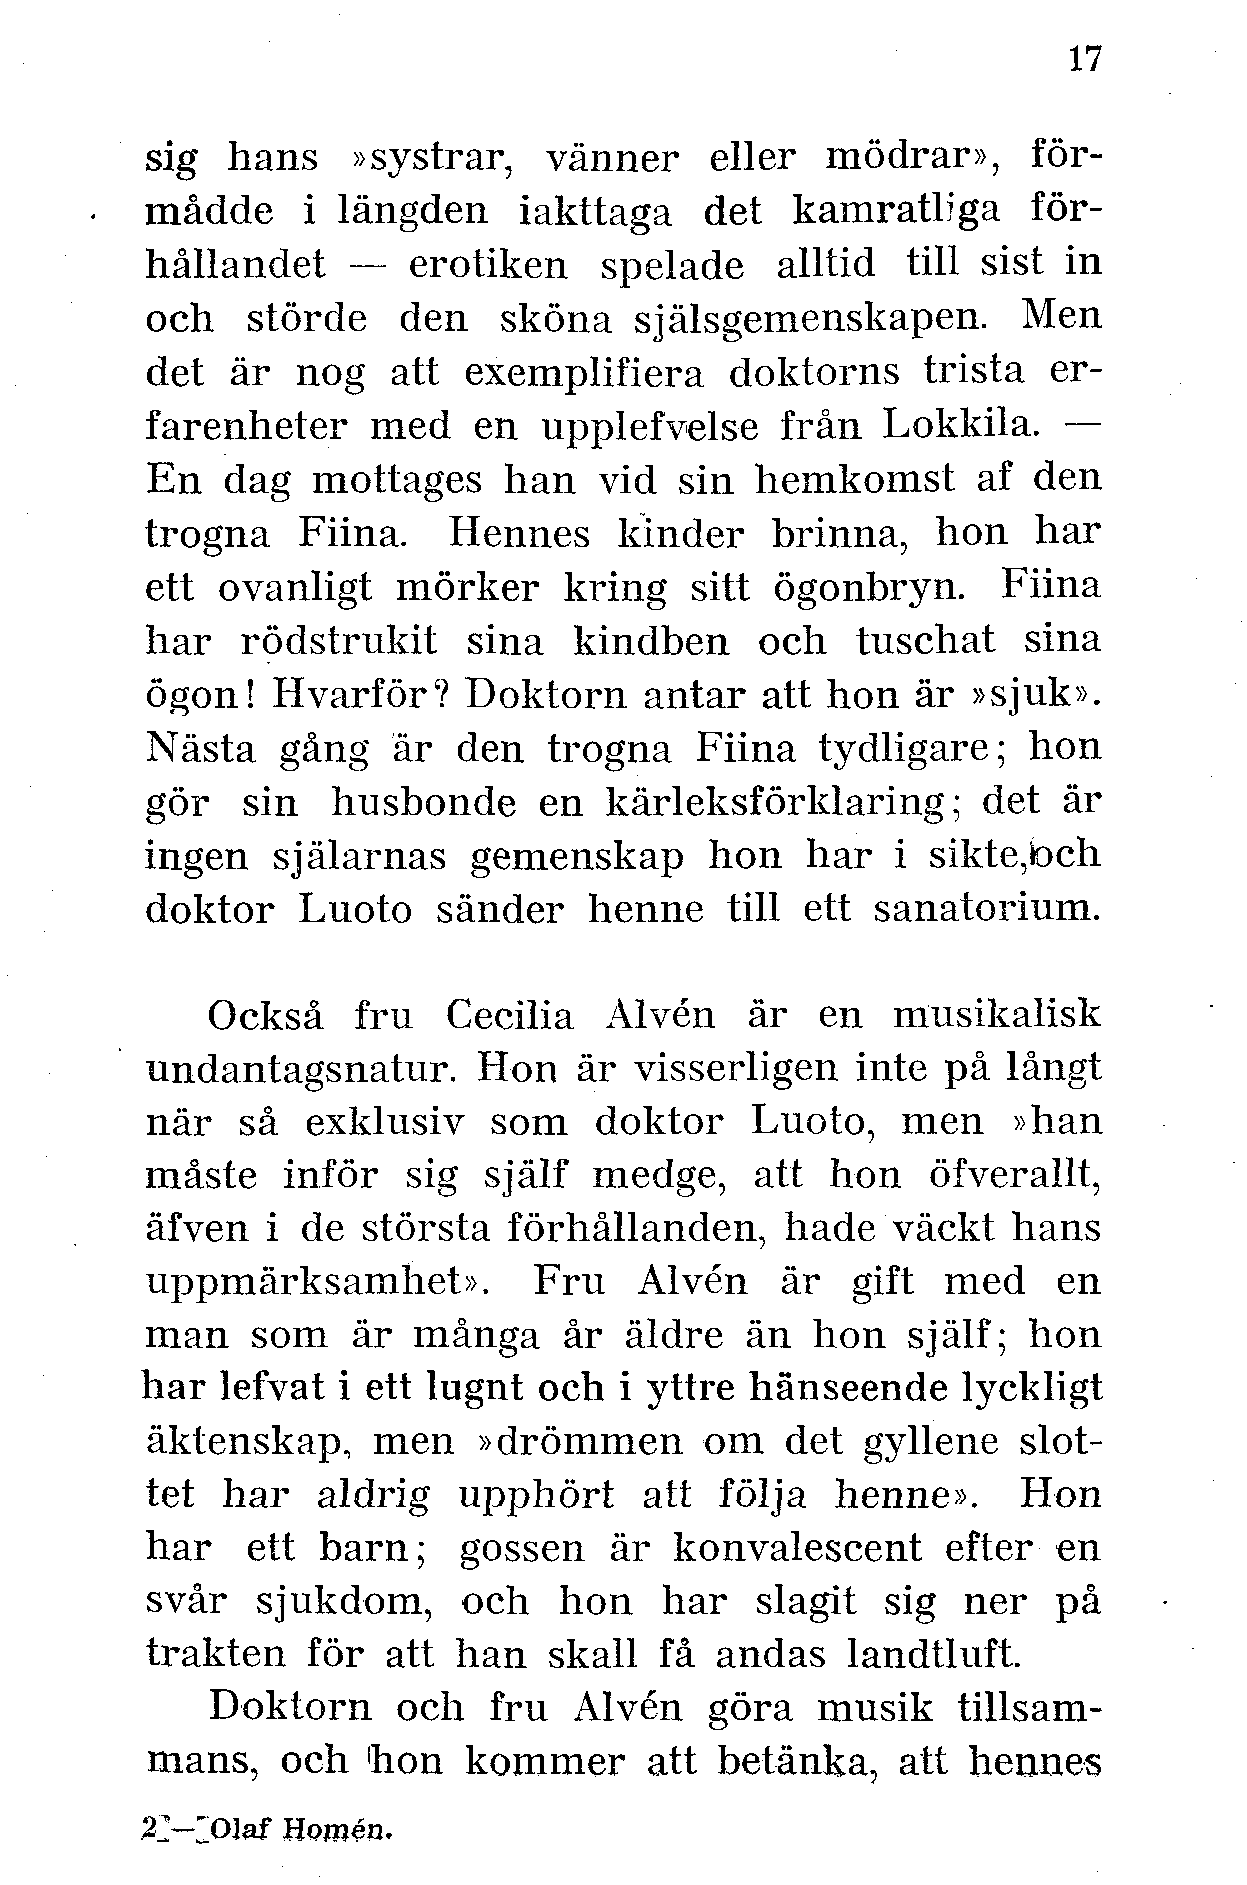 17
sig hans »systrar, vänner eller mödrar», för-
mådde i längden iakttaga det kamratliga för-
hållandet — erotiken spelade alltid till sist in
och störde den sköna själsgemenskapen. Men
det är nog att exemplifiera doktorns trista er-
farenheter med en upplefvelse från Lokkila. —
En dag mottages han vid sin hemkomst af den
trogna Fiina. Hennes kinder brinna, hon har
ett ovanligt mörker kring sitt ögonbryn. Fiina
har rödstrukit sina kindben och tuschat sina
ögon! Hvarför? Doktorn antar att hon är »sjuk».
Nästa gång är den trogna Fiina tydligare; hon
gör sin husbonde en kärleksförklaring; det är
ingen själarnas gemenskap hon har i sikte, och
doktor Luoto sänder henne till ett sanatorium.
Också fru Cecilia Alvén är en musikalisk
undantagsnatur. Hon är visserligen inte på långt
när så exklusiv som doktor Luoto, men »han
måste inför sig själf medge, att hon öfverallt,
äfven i de största förhållanden, hade väckt hans
uppmärksamhet». Fru Alvén är gift med en
man som är många år äldre än hon själf; hon
har lefvat i ett lugnt och i yttre hänseende lyckligt
äktenskap, men »drömmen om det gyllene slot-
tet har aldrig upphört att följa henne». Hon
har ett barn; gossen är konvalescent efter en
svår sjukdom, och hon har slagit sig ner på
trakten för att han skall få andas landtluft.
Doktorn och fru Alvén göra musik tillsam-
mans, och hon kommer att betänka, att hennes
2 — Olaf Homén.